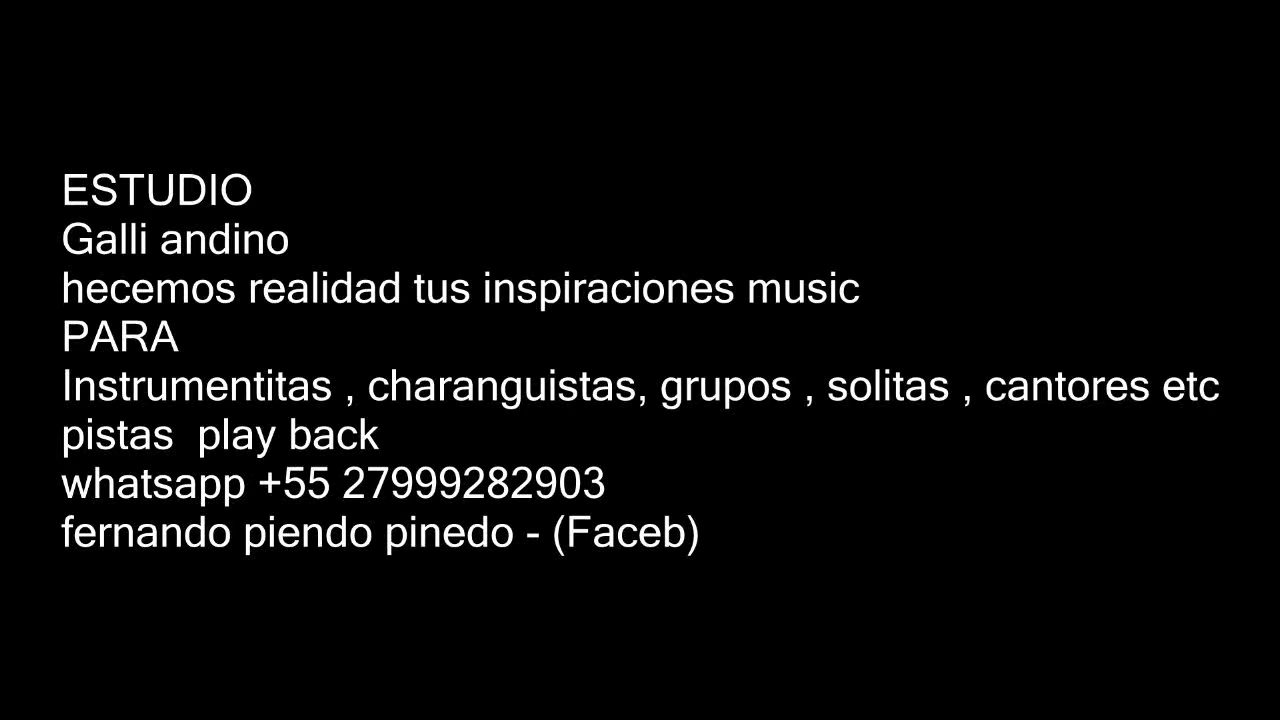 ESTUDIO
Galli andino
hecemos realidad tus inspiraciones music
PARA
Instrumentitas , charanguistas, grupos , solitas , cantores etc
pistas  play back
whatsapp +55 27999282903
fernando piendo pinedo - (Faceb)